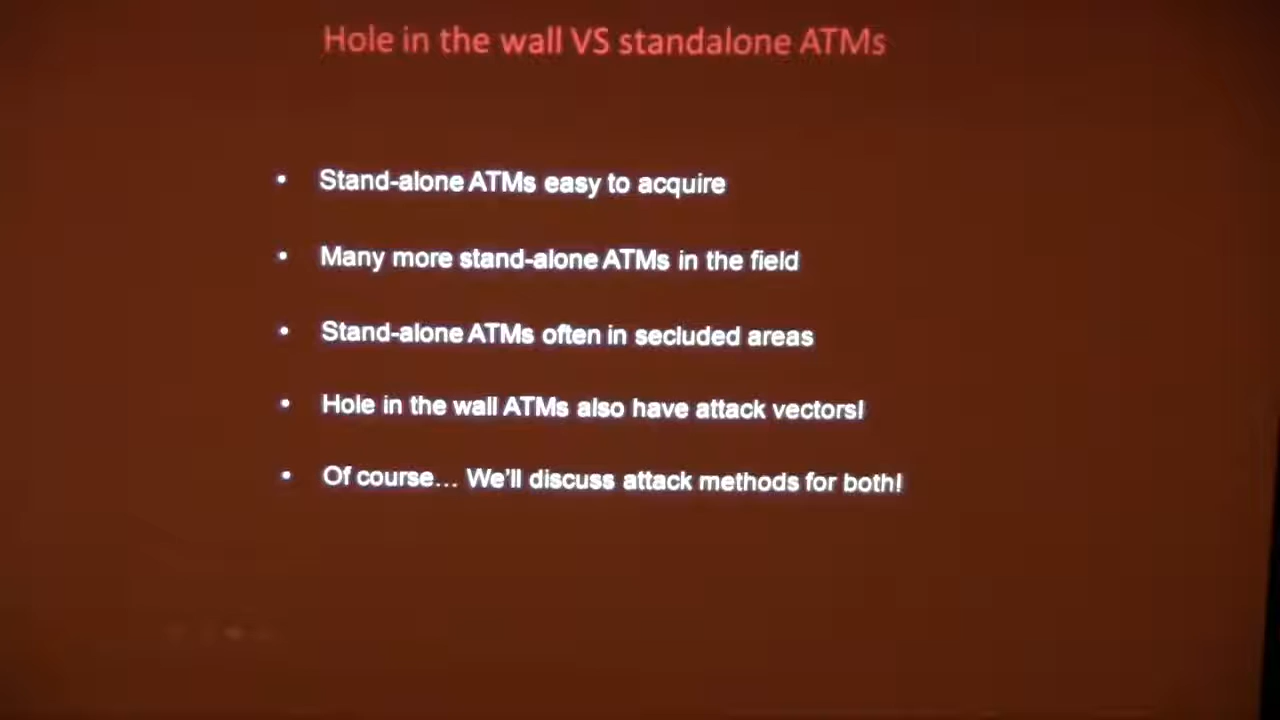 Hole in the wall VS standalone ATMs
• Stand-alone ATMs easy to acquire
• Many more stand-alone ATMs in the field
• Stand-alone ATMs often in secluded areas
• Hole in the wall ATMs also have attack vectors!
• Of course… We'll discuss attack methods for both!